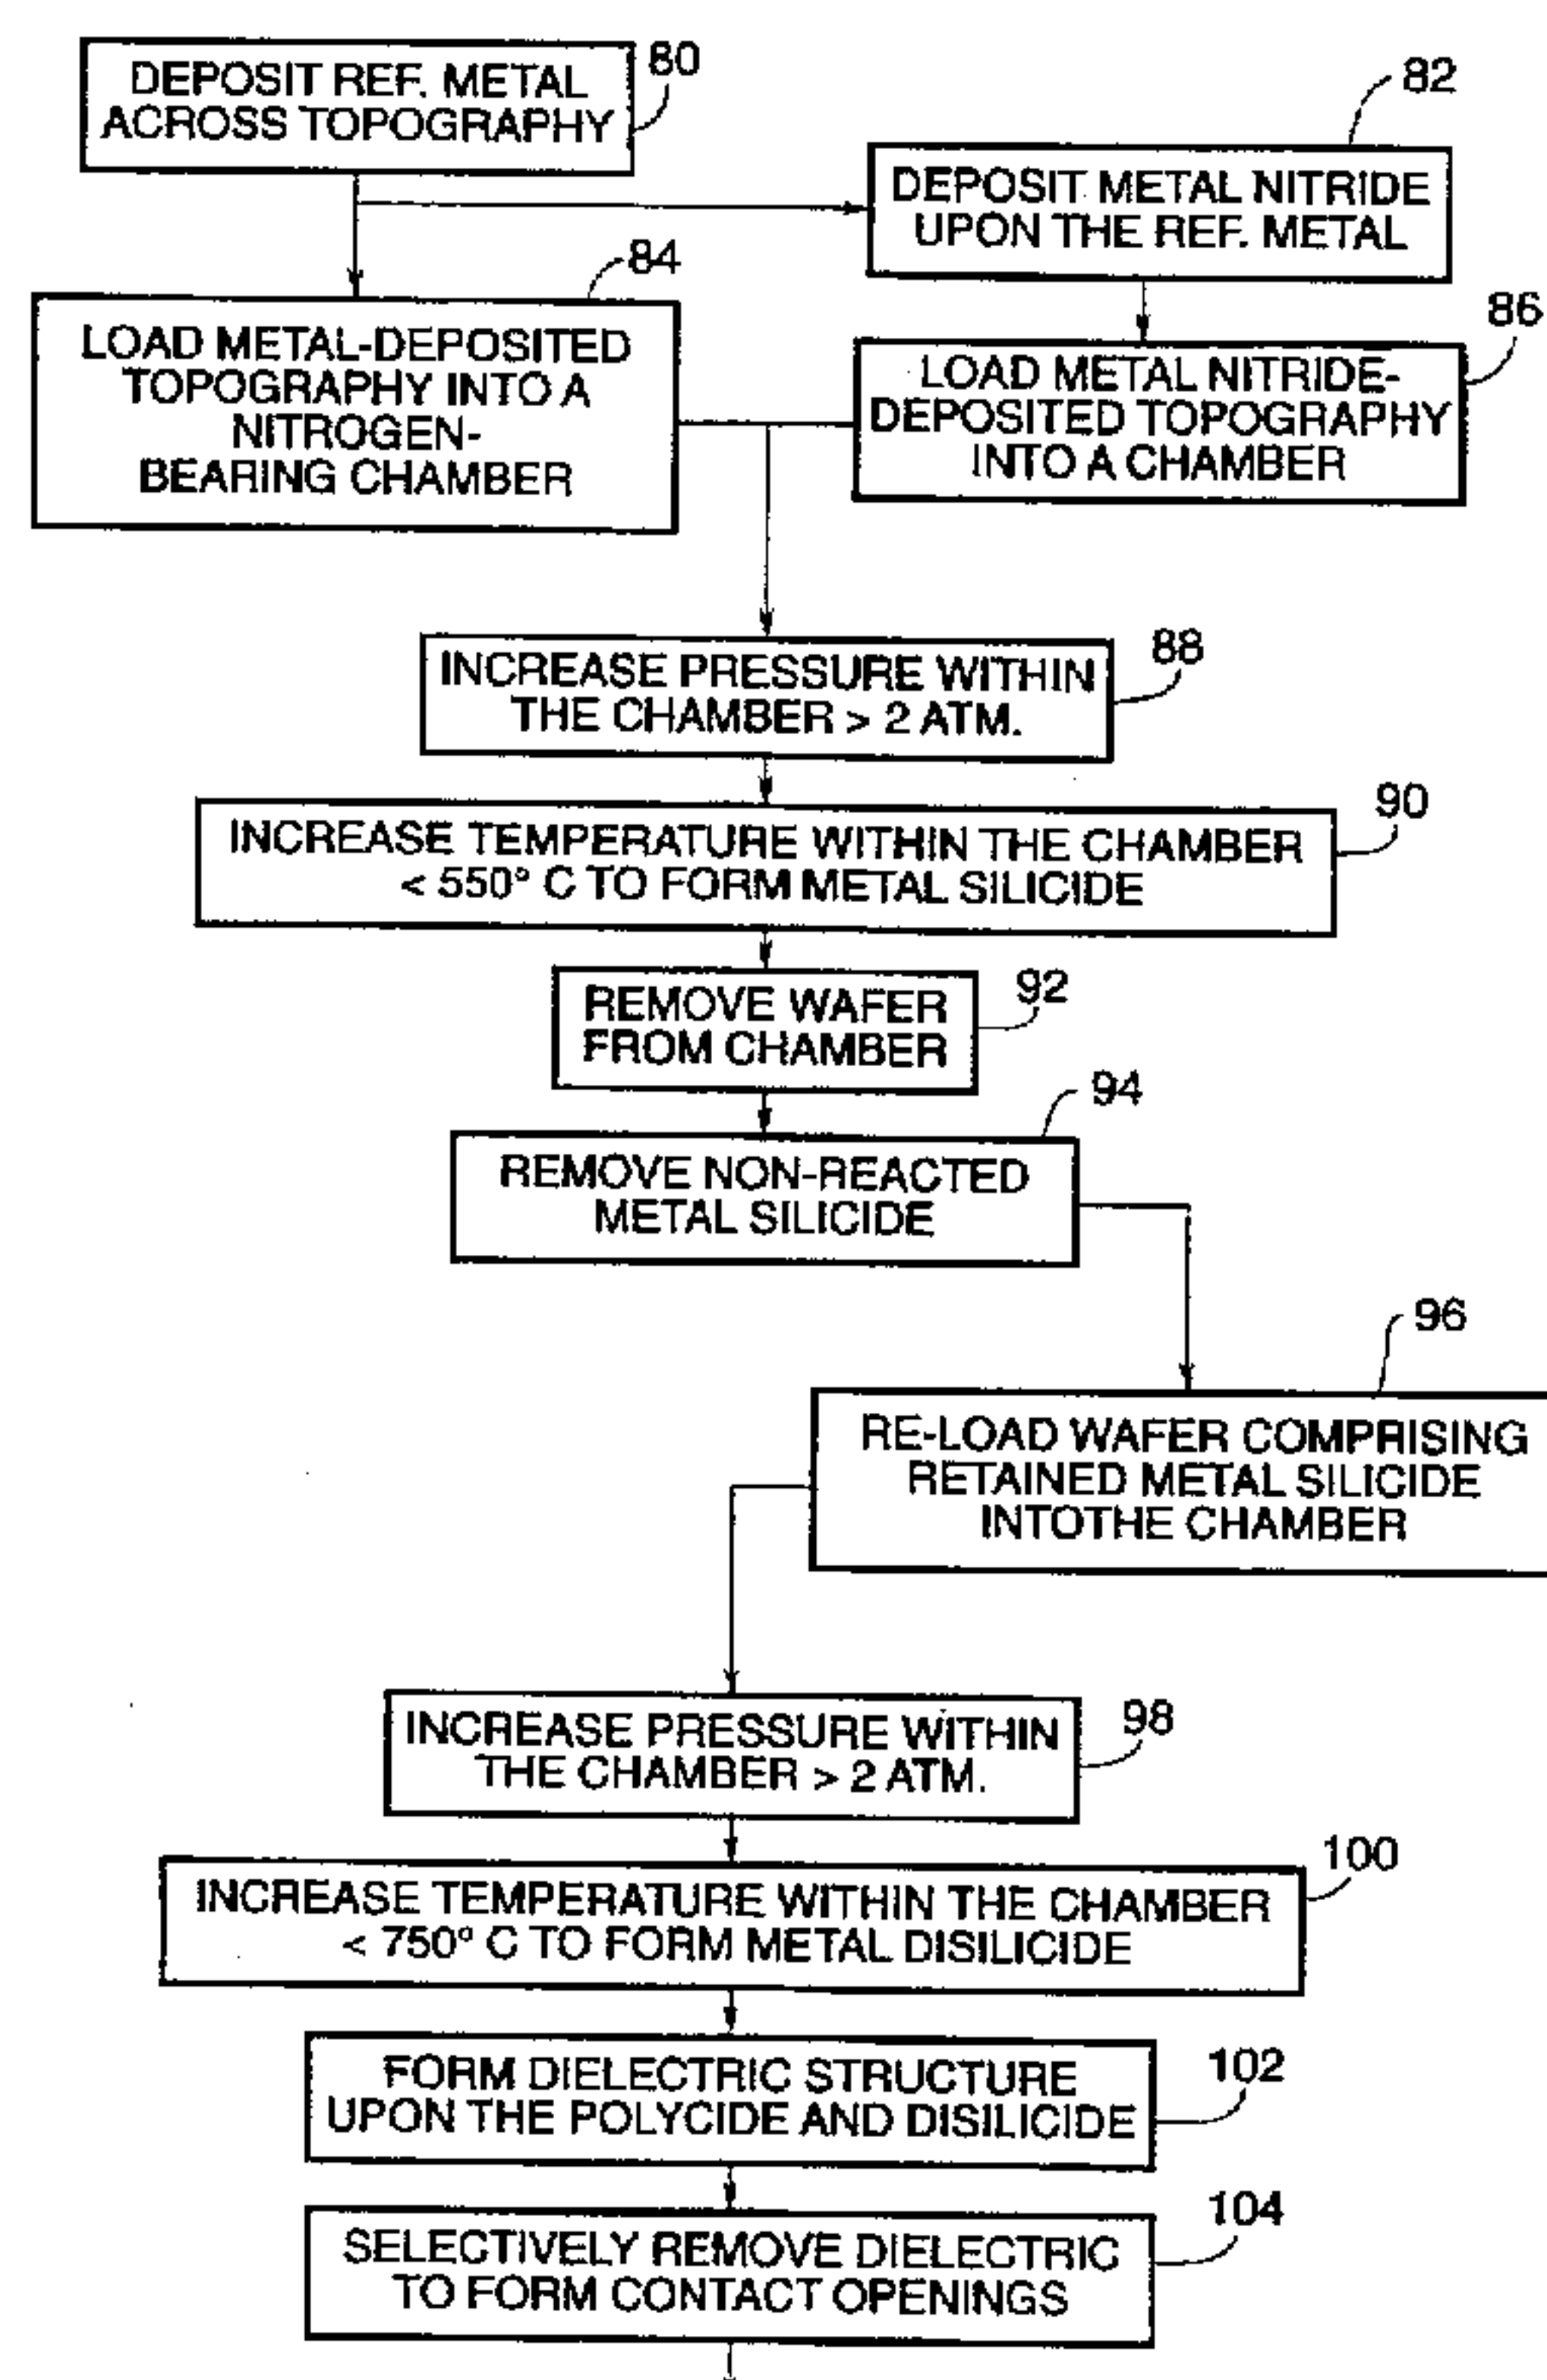 DEPOSIT REF. METAL
ACROSS TOPOGRAPHY
80
82
DEPOSIT METAL NITRIDE
UPON THE REF. METAL
84
LOAD METAL-DEPOSITED
TOPOGRAPHY INTO A
NITROGEN-
BEARING CHAMBER
86
LOAD METAL NITRIDE-
DEPOSITED TOPOGRAPHY
INTO A CHAMBER
88
INCREASE PRESSURE WITHIN
THE CHAMBER > 2 ATM.
90
INCREASE TEMPERATURE WITHIN THE CHAMBER
< 550° C TO FORM METAL SILICIDE
92
REMOVE WAFER
FROM CHAMBER
94
REMOVE NON-REACTED
METAL SILICIDE
96
RE-LOAD WAFER COMPRISING
RETAINED METAL SILICIDE
INTOTHE CHAMBER
98
INCREASE PRESSURE WITHIN
THE CHAMBER > 2 ATM.
100
INCREASE TEMPERATURE WITHIN THE CHAMBER
< 750° C TO FORM METAL DISILICIDE
102
FORM DIELECTRIC STRUCTURE
UPON THE POLYCIDE AND DISILICIDE
104
SELECTIVELY REMOVE DIELECTRIC
TO FORM CONTACT OPENINGS